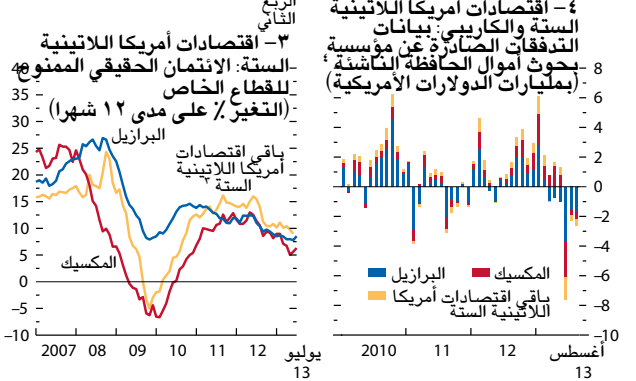 الربع
الثاني
٤– اقتصادات أمريكا اللاتينية
الستة والكاريبي: بيانات
التدفقات الصادرة عن مؤسسة
بحوث أموال الحافظة الناشئة ٤
(بمليارات الدولارات الأمريكية)
8
6
4
2
0
–2
–4
–6
–8
–10
المكسيك
البرازيل
باقي اقتصادات أمريكا
اللاتينية الستة
2010
11
12
أغسطس
13
٣– اقتصادات أمريكا اللاتينية
الستة: الائتمان الحقيقي الممنوح
للقطاع الخاص
(التغير ٪ على مدى ١٢ شهرا)
40
35
30
25
20
15
10
5
0
–5
–10
البرازيل
باقي اقتصادات
أمريكا اللاتينية
الستة ٣
المكسيك
2007
08
09
10
11
12
يوليو
13